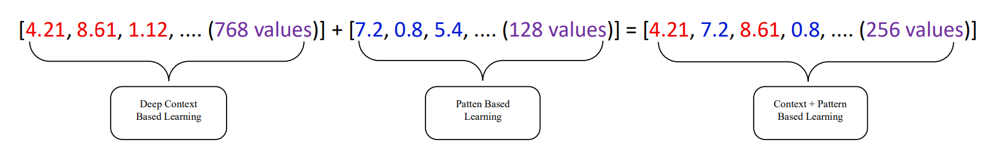 [4.21, 8.61, 1.12, .... (768 values)] + [7.2, 0.8, 5.4, .... (128 values)] = [4.21, 7.2, 8.61, 0.8, .... (256 values)]
Deep Context
Based Learning
Patten Based
Learning
Context + Pattern
Based Learning